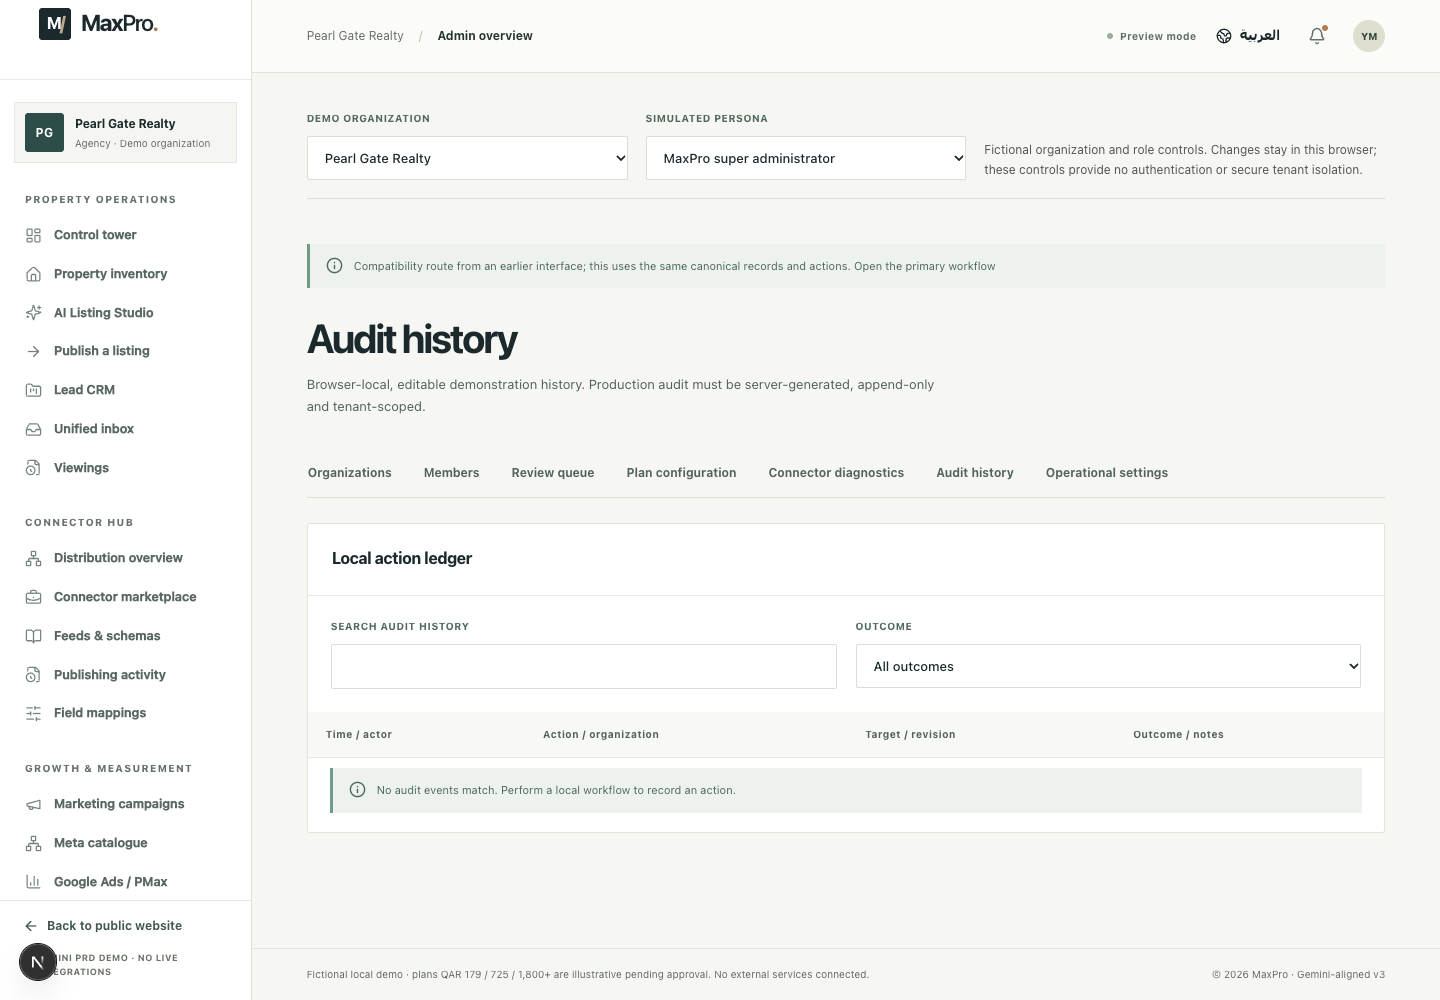 M/ MaxPro.
Pearl Gate Realty / Admin overview
Preview mode
العربية
YM
PG
Pearl Gate Realty
Agency · Demo organization
PROPERTY OPERATIONS
Control tower
Property inventory
AI Listing Studio
Publish a listing
Lead CRM
Unified inbox
Viewings
CONNECTOR HUB
Distribution overview
Connector marketplace
Feeds & schemas
Publishing activity
Field mappings
GROWTH & MEASUREMENT
Marketing campaigns
Meta catalogue
Google Ads / PMax
Back to public website
INI PRD DEMO · NO LIVE
EGRATIONS
N
DEMO ORGANIZATION
Pearl Gate Realty
SIMULATED PERSONA
MaxPro super administrator
Fictional organization and role controls. Changes stay in this browser;
these controls provide no authentication or secure tenant isolation.
Compatibility route from an earlier interface; this uses the same canonical records and actions. Open the primary workflow
Audit history
Browser-local, editable demonstration history. Production audit must be server-generated, append-only
and tenant-scoped.
Organizations Members Review queue Plan configuration Connector diagnostics Audit history Operational settings
Local action ledger
SEARCH AUDIT HISTORY
OUTCOME
All outcomes
Time / actor Action / organization Target / revision Outcome / notes
No audit events match. Perform a local workflow to record an action.
Fictional local demo · plans QAR 179 / 725 / 1,800+ are illustrative pending approval. No external services connected.
© 2026 MaxPro · Gemini-aligned v3